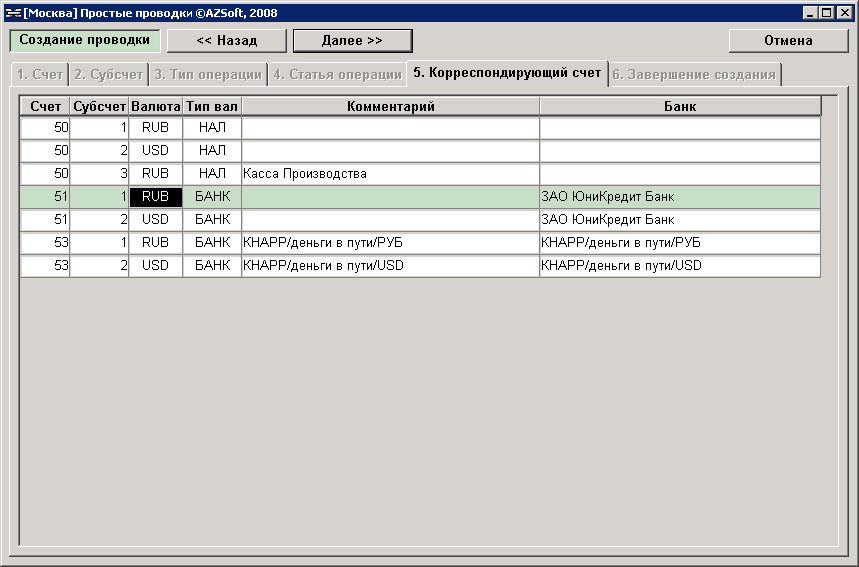 [Москва] Простые проводки ©AZSoft, 2008
Создание проводки << Назад Далее >> Отмена
1. Счет 2. Субсчет 3. Тип операции 4. Статья операции 5. Корреспондирующий счет 6. Завершение создания
Счет Субсчет Валюта Тип вал Комментарий Банк
50 1 RUB НАЛ
50 2 USD НАЛ
50 3 RUB НАЛ Касса Производства
51 1 RUB БАНК ЗАО ЮниКредит Банк
51 2 USD БАНК ЗАО ЮниКредит Банк
53 1 RUB БАНК КНАРР/деньги в пути/РУБ КНАРР/деньги в пути/РУБ
53 2 USD БАНК КНАРР/деньги в пути/USD КНАРР/деньги в пути/USD